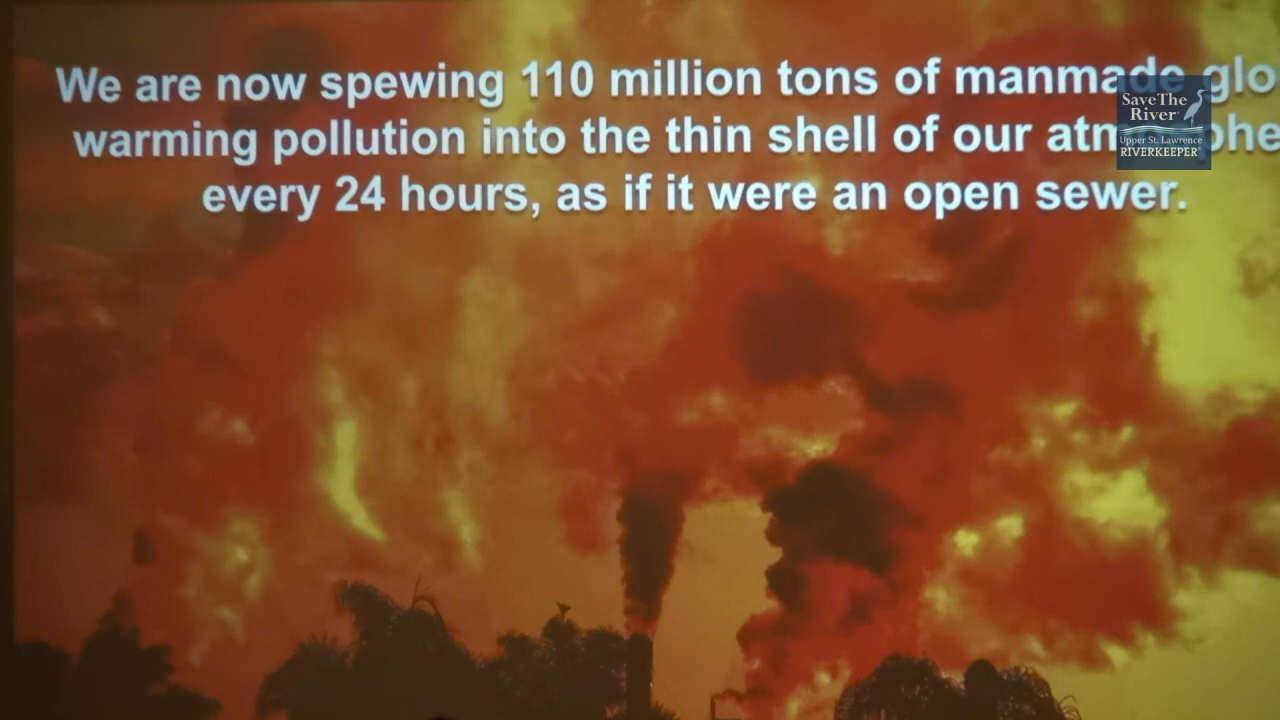 We are now spewing 110 million tons of manmade glo
warming pollution into the thin shell of our
every 24 hours, as if it were an open sewer.
Save The
River
Upper St. Lawrence
RIVERKEEPER®